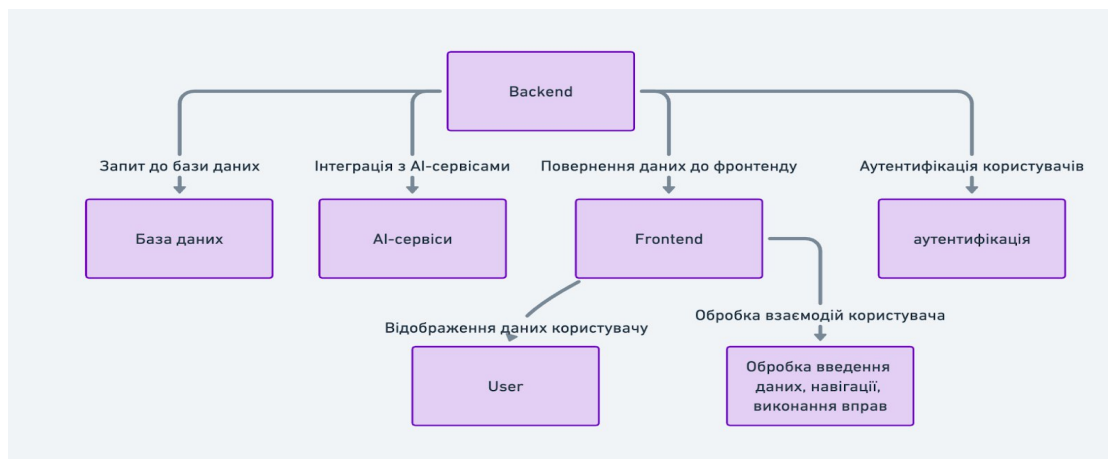 Backend
Запит до бази даних
Інтеграція з AI-сервісами
Повернення даних до фронтенду
Аутентифікація користувачів
База даних
AI-сервіси
Frontend
аутентифікація
Відображення даних користувачу
Обробка взаємодій користувача
User
Обробка введення
даних, навігації,
виконання вправ